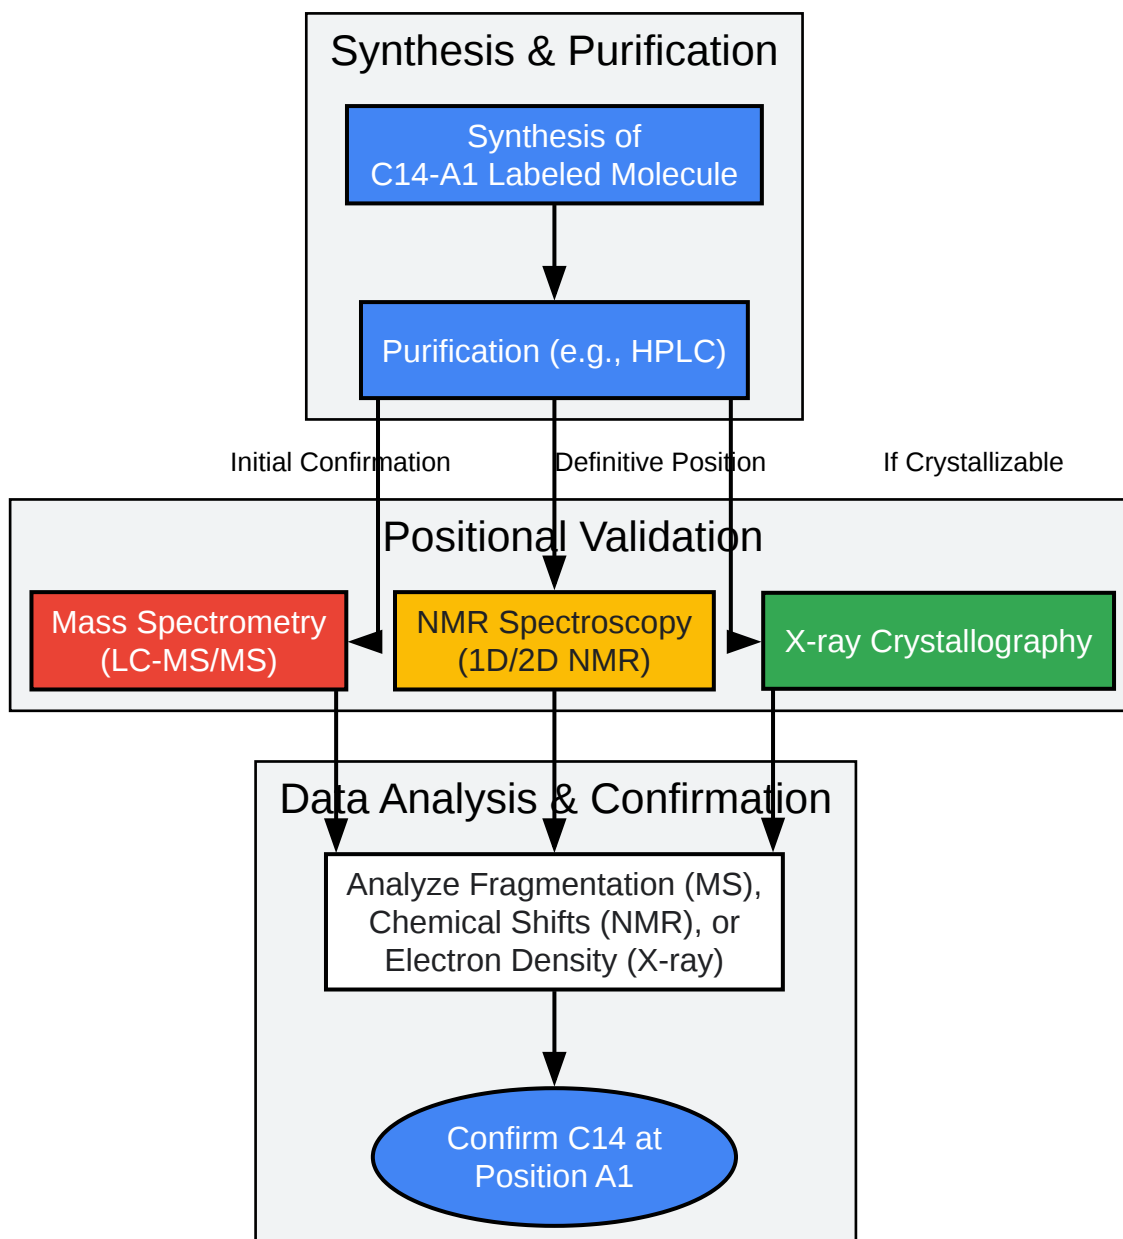 Synthesis & Purification
Synthesis of
C14-A1 Labeled Molecule
Purification (e.g., HPLC)
Initial Confirmation
Definitive Position
If Crystallizable
Positional Validation
Mass Spectrometry
(LC-MS/MS)
NMR Spectroscopy
(1D/2D NMR)
X-ray Crystallography
Data Analysis & Confirmation
Analyze Fragmentation (MS),
Chemical Shifts (NMR), or
Electron Density (X-ray)
Confirm C14 at
Position A1